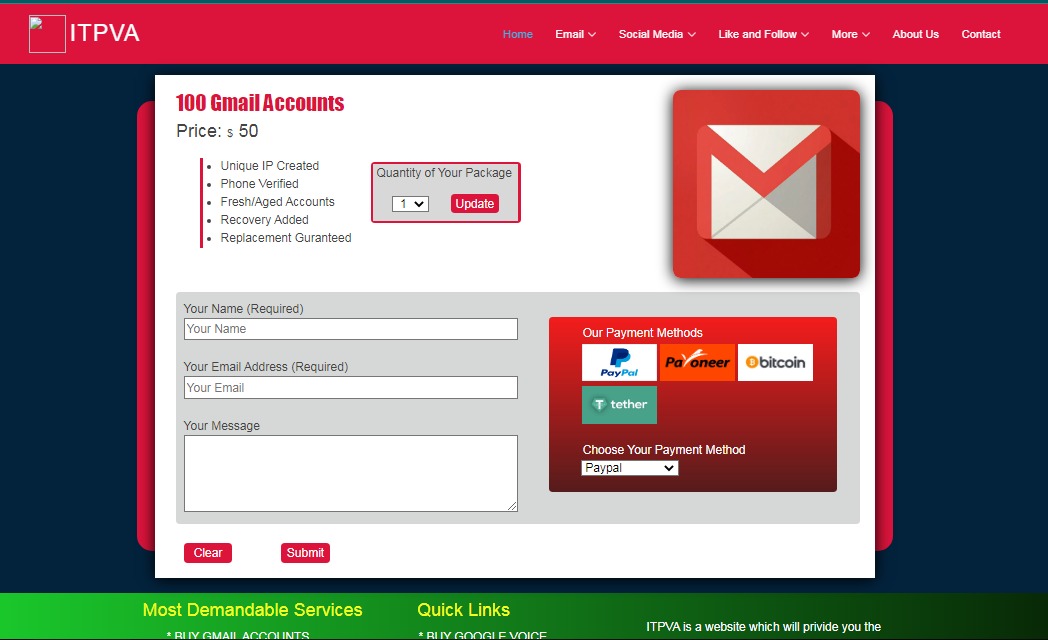 ITPVA
Home Email Social Media Like and Follow More About Us Contact
100 Gmail Accounts
Price: $ 50
Unique IP Created
Phone Verified
Fresh/Aged Accounts
Recovery Added
Replacement Guranteed
Quantity of Your Package
1 Update
Your Name (Required)
Your Name
Your Email Address (Required)
Your Email
Your Message
Our Payment Methods
PayPal Payoneer bitcoin
tether
Choose Your Payment Method
Paypal
Clear Submit
Most Demandable Services
* BUY GMAIL ACCOUNTS
Quick Links
* BUY GOOGLE VOICE
ITPVA is a website which will privide you the